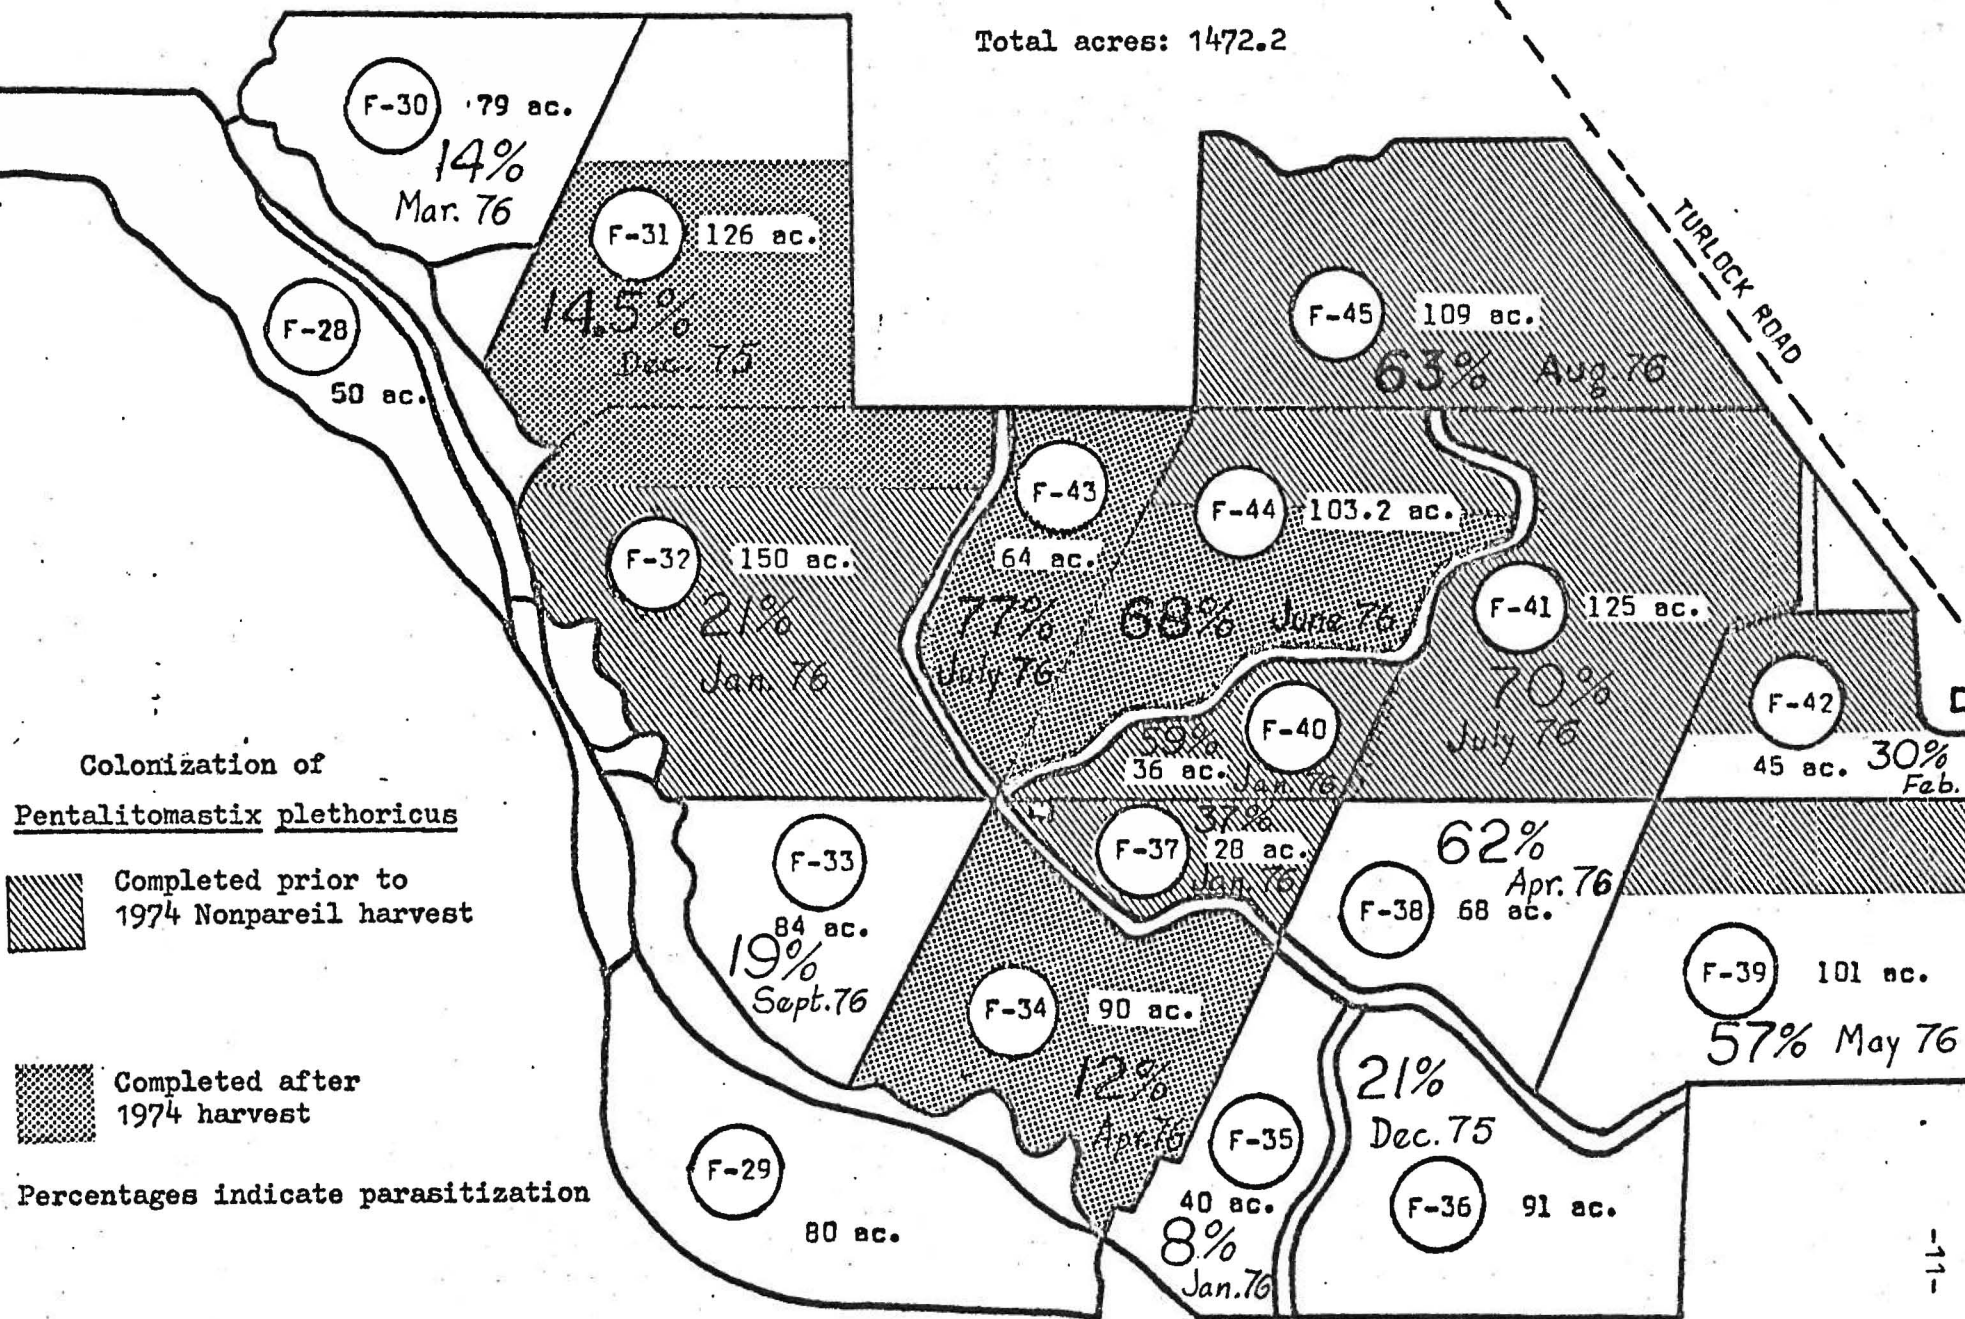 Total acres: 1472.2
F-30 79 ac.
14%
Mar. 76
F-31 126 ac.
14.5%
Dec. 75
F-28
50 ac.
TURLOCK ROAD
F-45 109 ac.
63% Aug. 76
F-43
64 ac.
77%
July 76
F-44 103.2 ac.
68% June 76
F-32 150 ac.
21%
Jan. 76
F-41 125 ac.
70%
July 76
F-42
45 ac. 30%
Feb.
F-40
59%
36 ac. Jan. 76
37%
F-37 28 ac.
Jan. 76
62%
Apr. 76
F-38 68 ac.
F-33
84 ac.
19%
Sept. 76
F-34 90 ac.
12%
Apr. 76
F-39 101 ac.
57% May 76
F-35
40 ac.
8%
Jan. 76
21%
Dec. 75
F-36 91 ac.
F-29
80 ac.
Colonization of
Pentalitomastix plethoricus
Completed prior to
1974 Nonpareil harvest
Completed after
1974 harvest
Percentages indicate parasitization
-11-